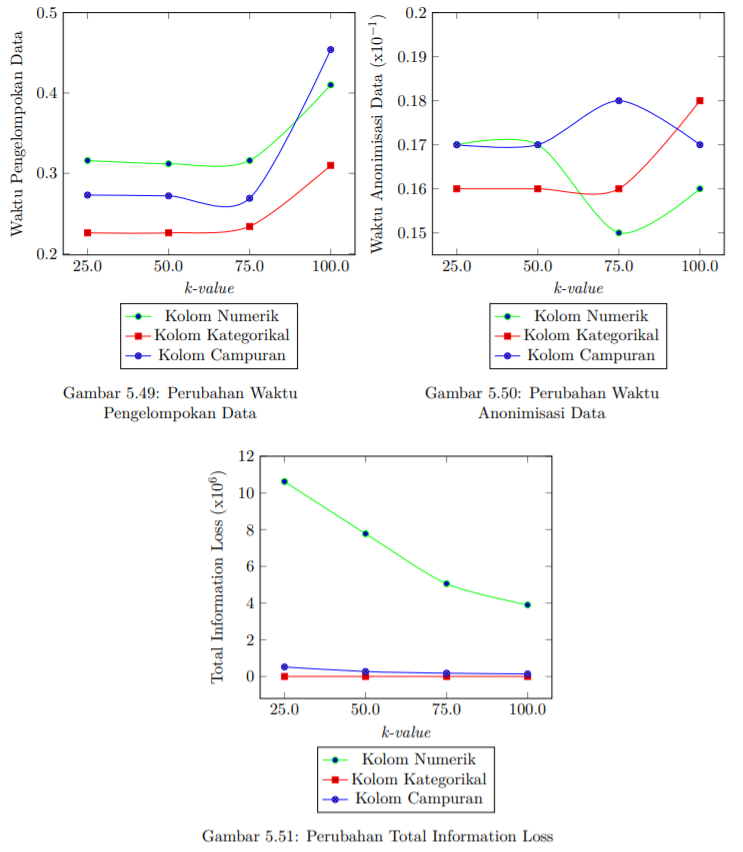 0.5
0.4
0.3
0.2
Waktu Pengelompokan Data
25.0 50.0 75.0 100.0
k-value
Kolom Numerik
Kolom Kategorikal
Kolom Campuran
Gambar 5.49: Perubahan Waktu
Pengelompokan Data
0.2
0.18
0.17
0.16
0.15
Waktu Anonimisasi Data (x10⁻¹)
25.0 50.0 75.0 100.0
k-value
Kolom Numerik
Kolom Kategorikal
Kolom Campuran
Gambar 5.50: Perubahan Waktu
Anonimisasi Data
12
10
8
6
4
2
0
Total Information Loss (x10⁶)
25.0 50.0 75.0 100.0
k-value
Kolom Numerik
Kolom Kategorikal
Kolom Campuran
Gambar 5.51: Perubahan Total Information Loss